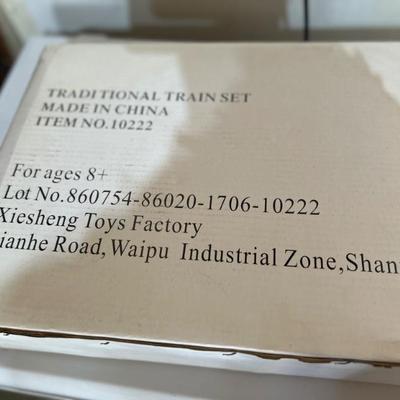 TRADITIONAL TRAIN SET
MADE IN CHINA
ITEM NO.10222
For ages 8+
Lot No.860754-86020-1706-10222
Xiesheng Toys Factory
ianhe Road,Waipu Industrial Zone,Shan